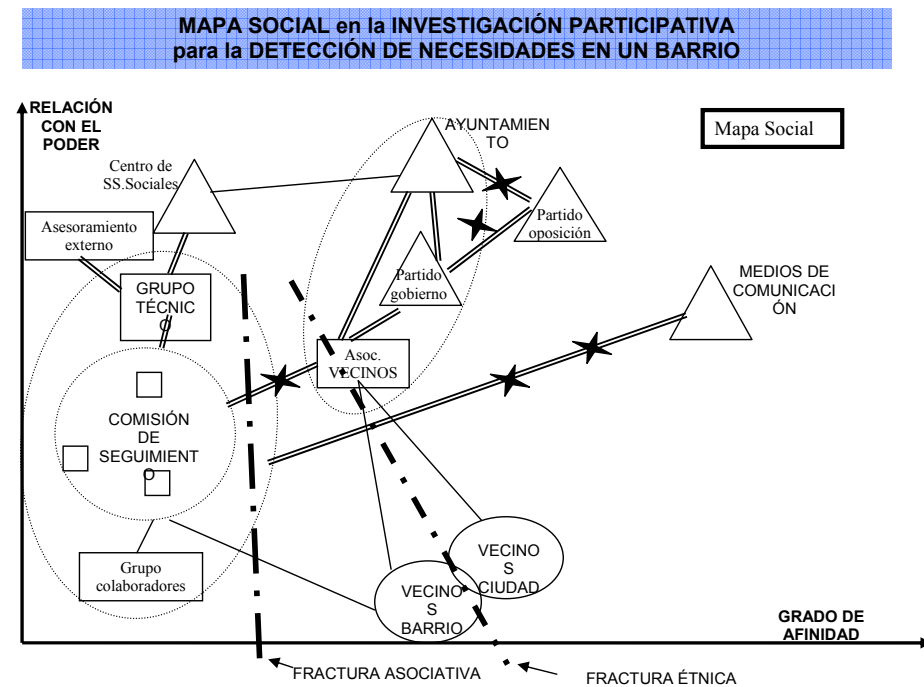 MAPA SOCIAL en la INVESTIGACIÓN PARTICIPATIVA
para la DETECCIÓN DE NECESIDADES EN UN BARRIO
RELACIÓN
CON EL
PODER
AYUNTAMIEN
TO
Mapa Social
Centro de
SS.Sociales
Asesoramiento
externo
Partido
oposición
GRUPO
TÉCNIC
O
Partido
gobierno
MEDIOS DE
COMUNICACI
ÓN
Asoc.
VECINOS
COMISIÓN
DE
SEGUIMIENT
O
Grupo
colaboradores
VECINO
S
CIUDAD
VECINO
S
BARRIO
GRADO DE
AFINIDAD
FRACTURA ASOCIATIVA
FRACTURA ÉTNICA